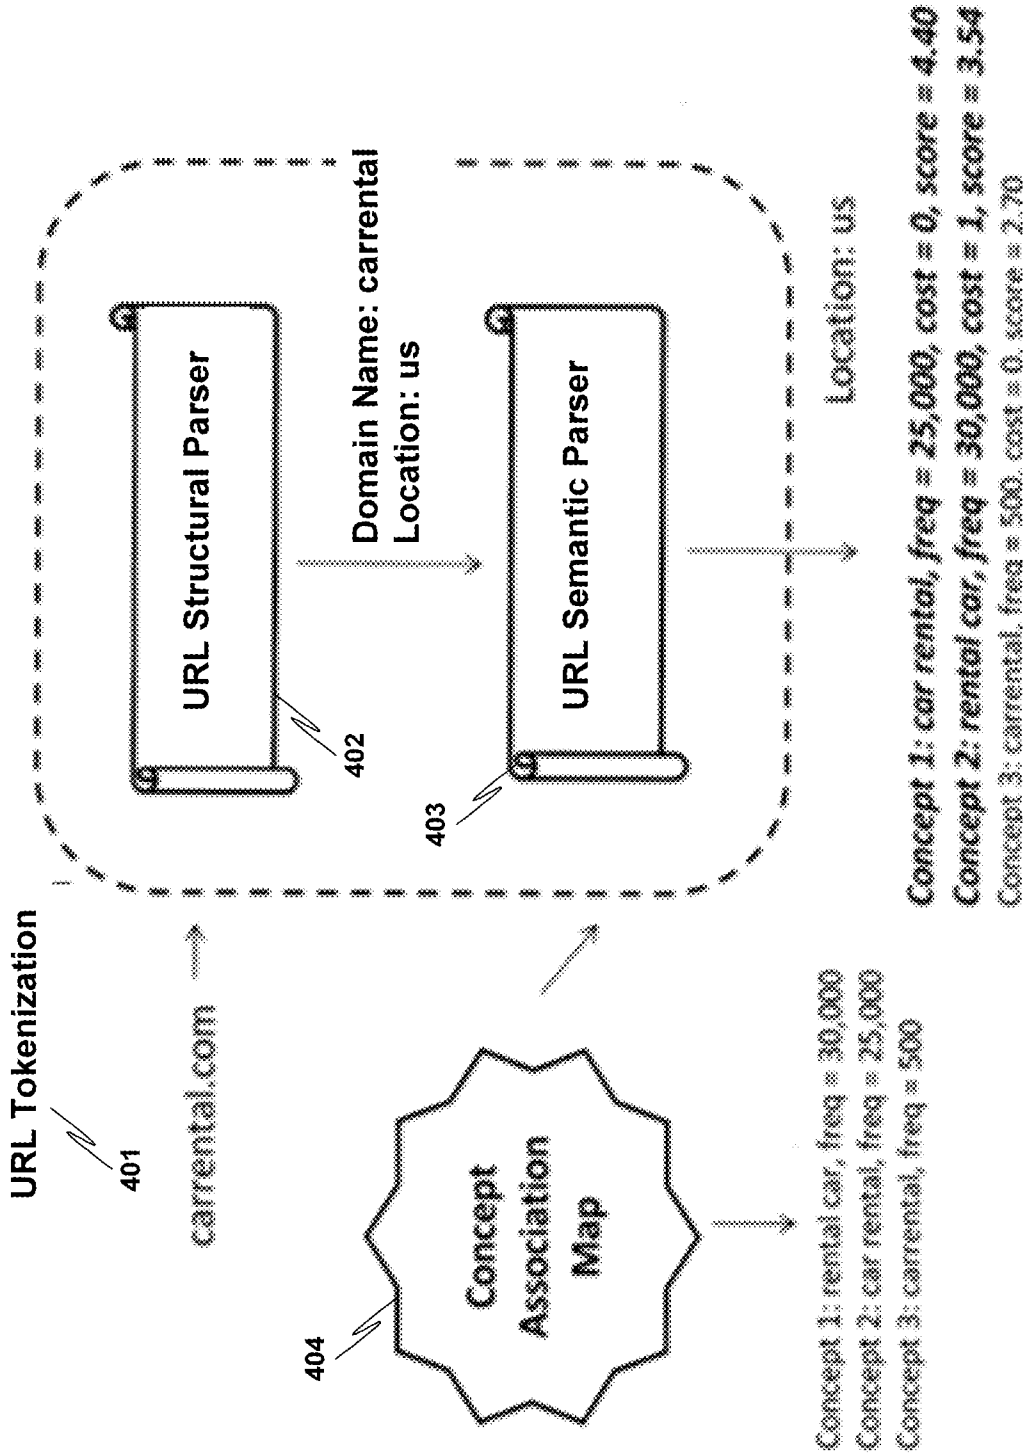 URL Tokenization
401
carrental.com
URL Structural Parser
402
Domain Name: carrental
Location: us
403
URL Semantic Parser
404
Concept
Association
Map
Concept 1: rental car, freq = 30,000
Concept 2: car rental, freq = 25,000
Concept 3: carrental, freq = 500
Location: us
Concept 1: car rental, freq = 25,000, cost = 0, score = 4.40
Concept 2: rental car, freq = 30,000, cost = 1, score = 3.54
Concept 3: carrental, freq = 500, cost = 0, score = 2.70